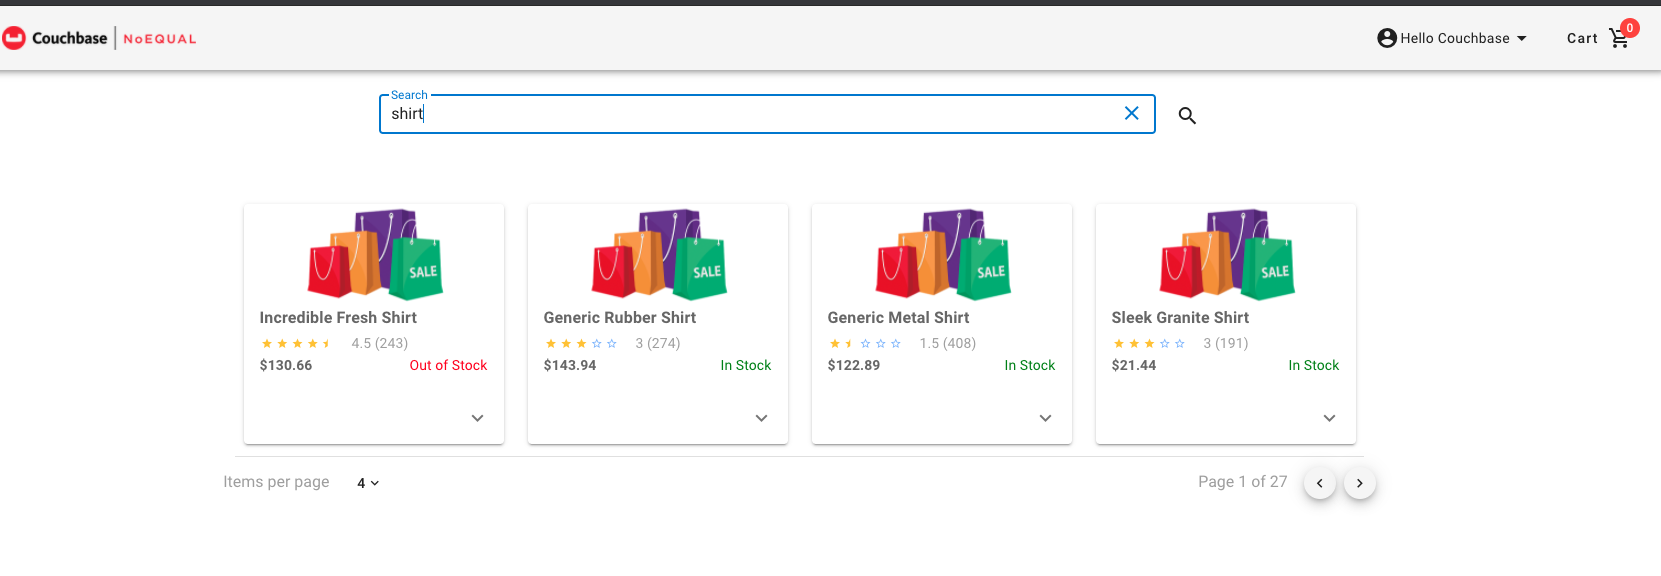 Couchbase | NoEQUAL
Hello Couchbase
Cart
0
Search
shirt
SALE
SALE
SALE
SALE
Incredible Fresh Shirt
4.5 (243)
$130.66
Out of Stock
Generic Rubber Shirt
3 (274)
$143.94
In Stock
Generic Metal Shirt
1.5 (408)
$122.89
In Stock
Sleek Granite Shirt
3 (191)
$21.44
In Stock
Items per page
4
Page 1 of 27